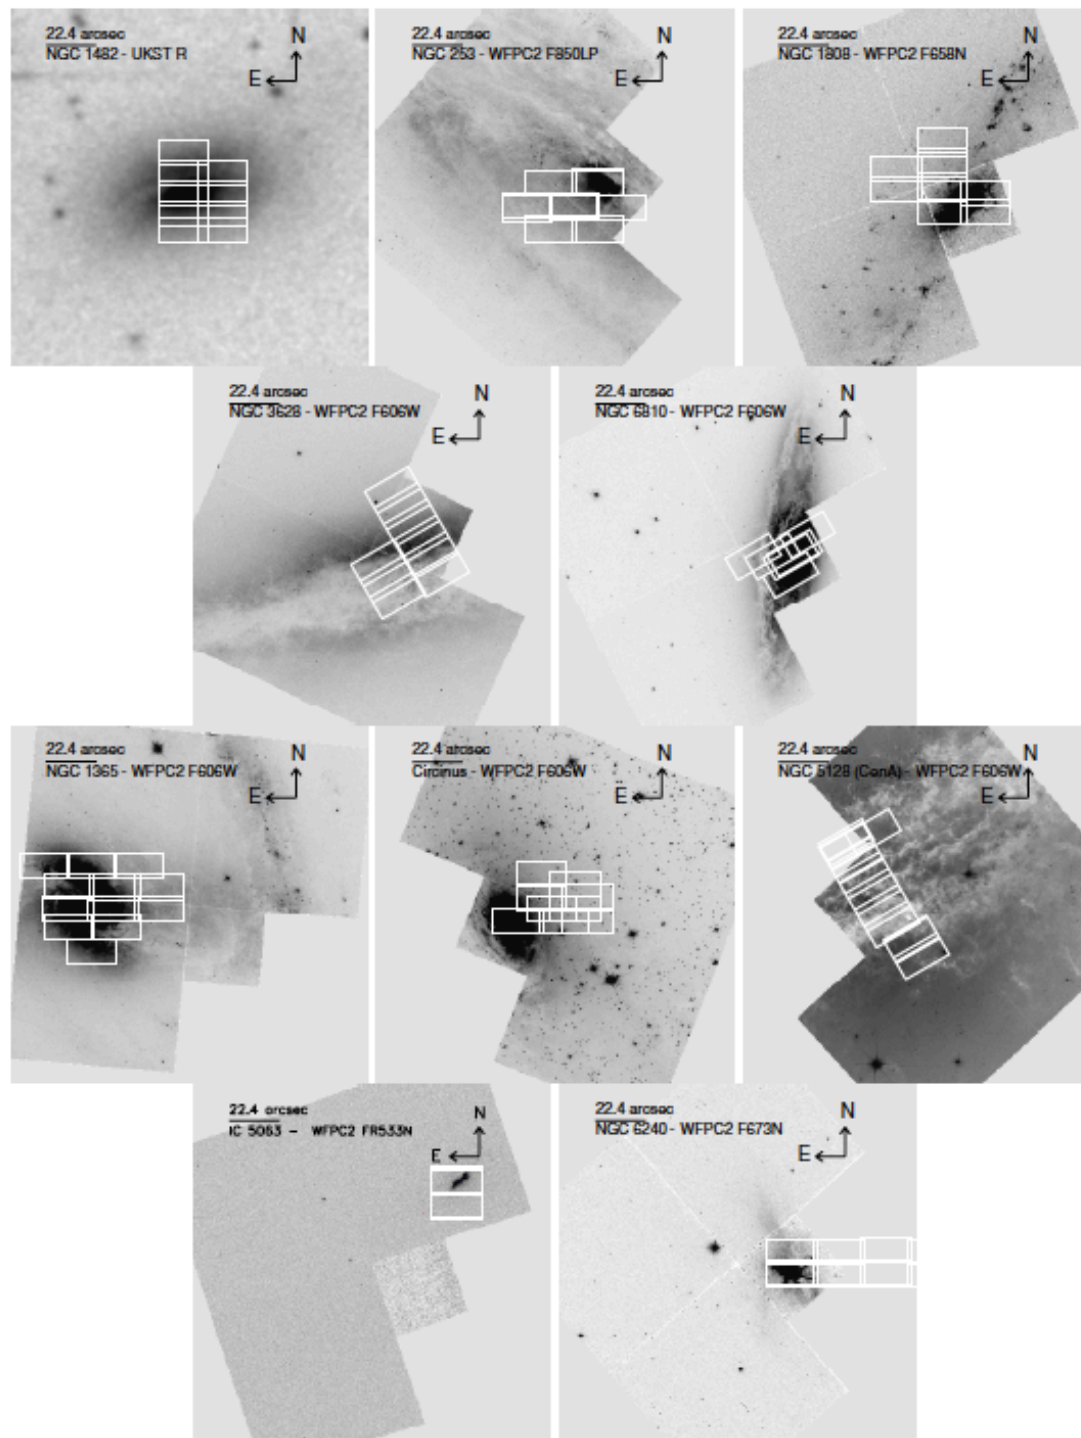 22.4 arcsec
NGC 1482 - UKST R
N
E
22.4 arcsec
NGC 253 - WFPC2 F850LP
N
E
22.4 arcsec
NGC 1808 - WFPC2 F658N
N
E
22.4 arcsec
NGC 3628 - WFPC2 F606W
N
E
22.4 arcsec
NGC 6810 - WFPC2 F606W
N
E
22.4 arcsec
NGC 1365 - WFPC2 F606W
N
E
22.4 arcsec
Circinus - WFPC2 F606W
N
E
22.4 arcsec
NGC 5128 (CenA) - WFPC2 F606W
N
E
22.4 arcsec
IC 5063 - WFPC2 FR533N
N
E
22.4 arcsec
NGC 6240 - WFPC2 F673N
N
E